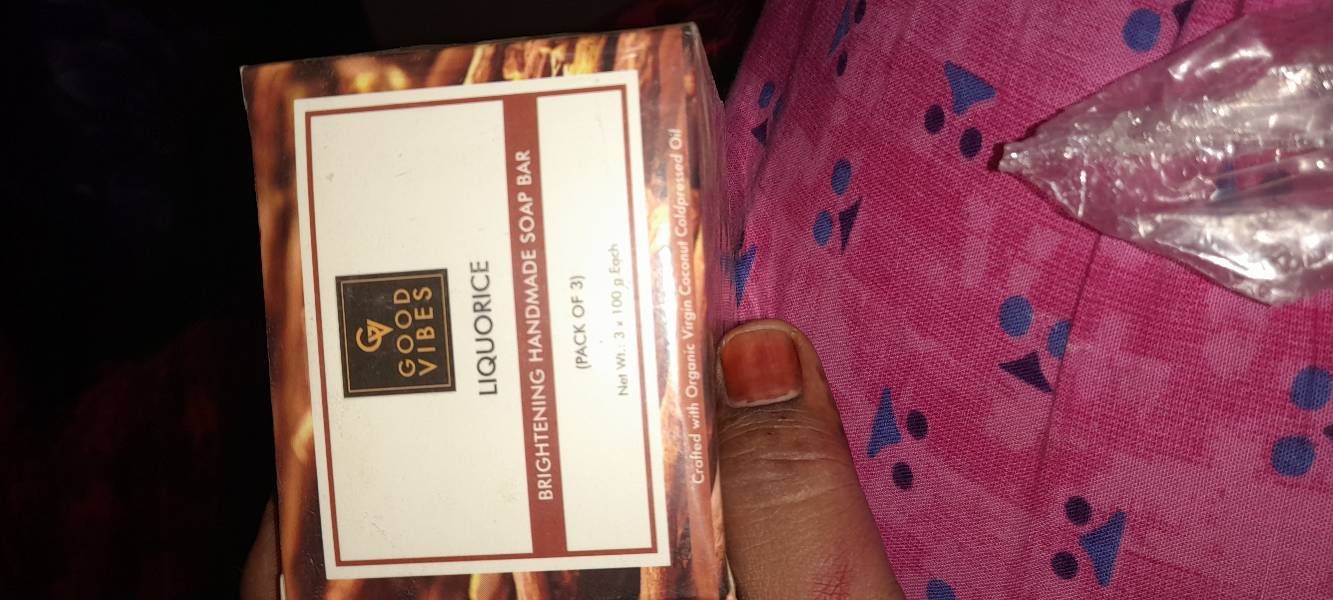 GV
GOOD
VIBES
LIQUORICE
BRIGHTENING HANDMADE SOAP BAR
(PACK OF 3)
Net Wt.: 3 x 100 g Each
Crafted with Organic Virgin Coconut Coldpressed Oil